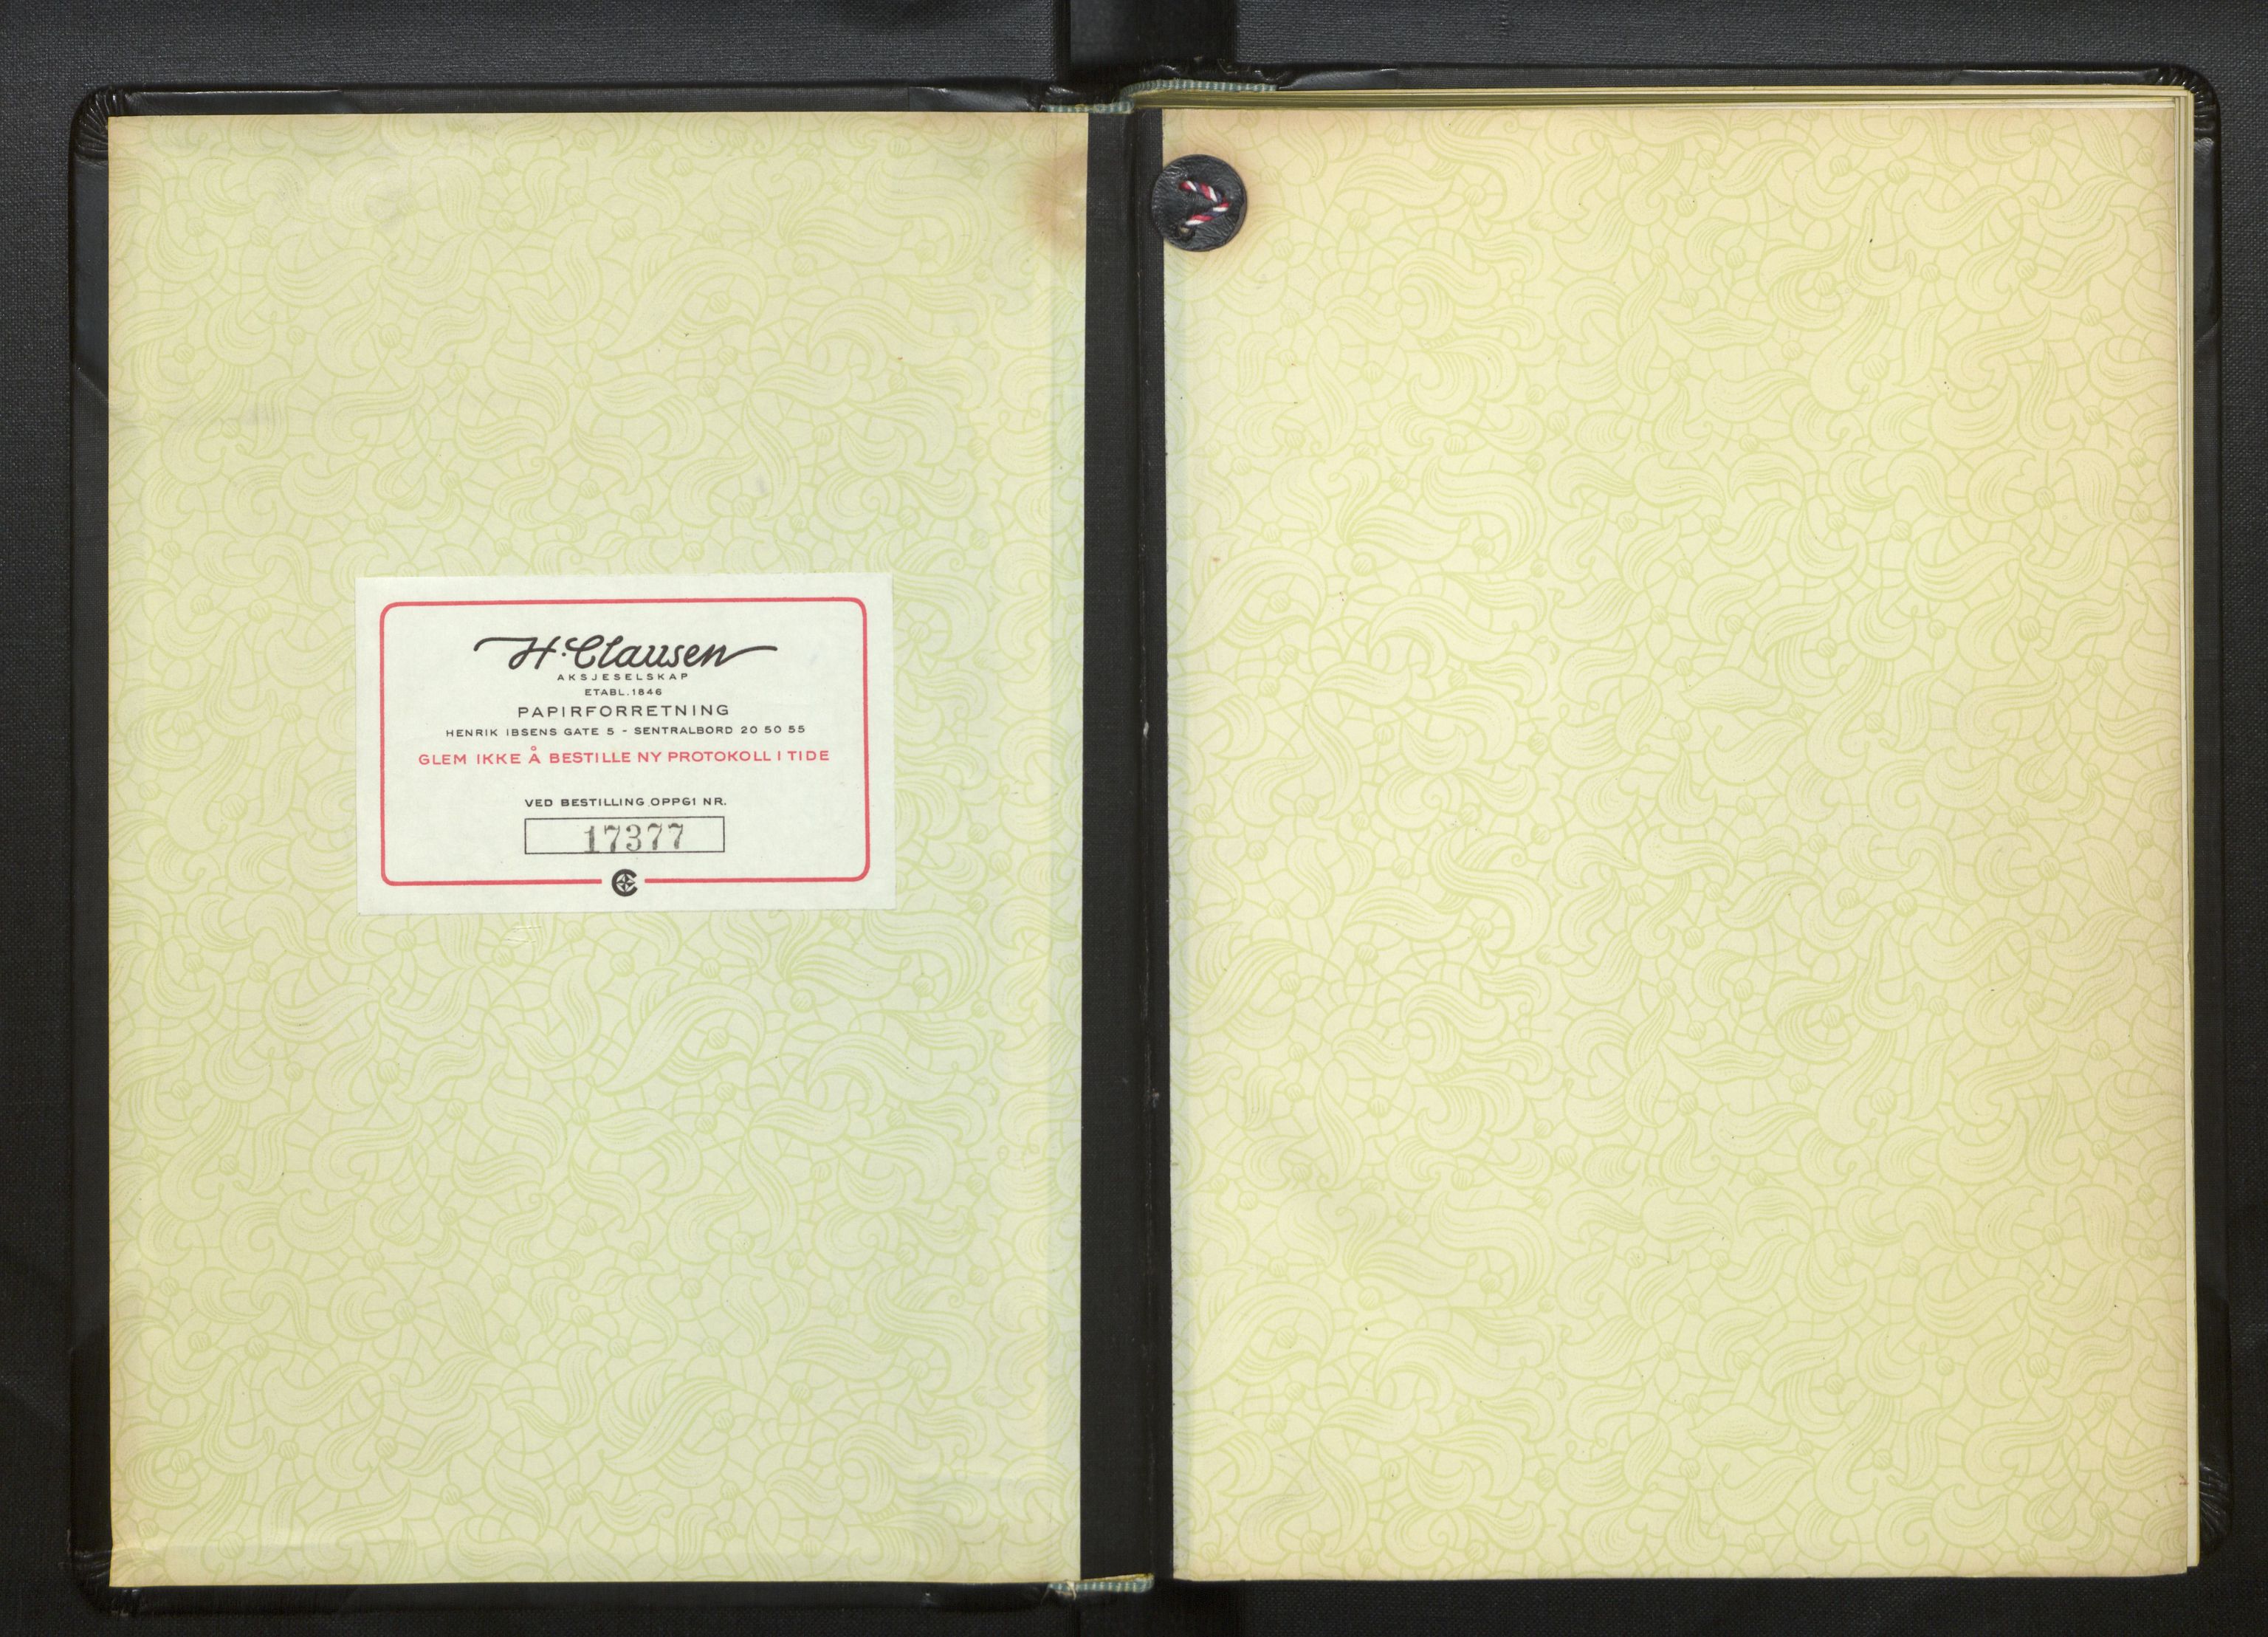 H. Clausen
AKSJESELSKAP
ETABL. 1846
PAPIRFORRETNING
HENRIK IBSENS GATE 5 - SENTRALBORD 20 50 55
GLEM IKKE Å BESTILLE NY PROTOKOLL I TIDE
VED BESTILLING OPPGI NR.
17377